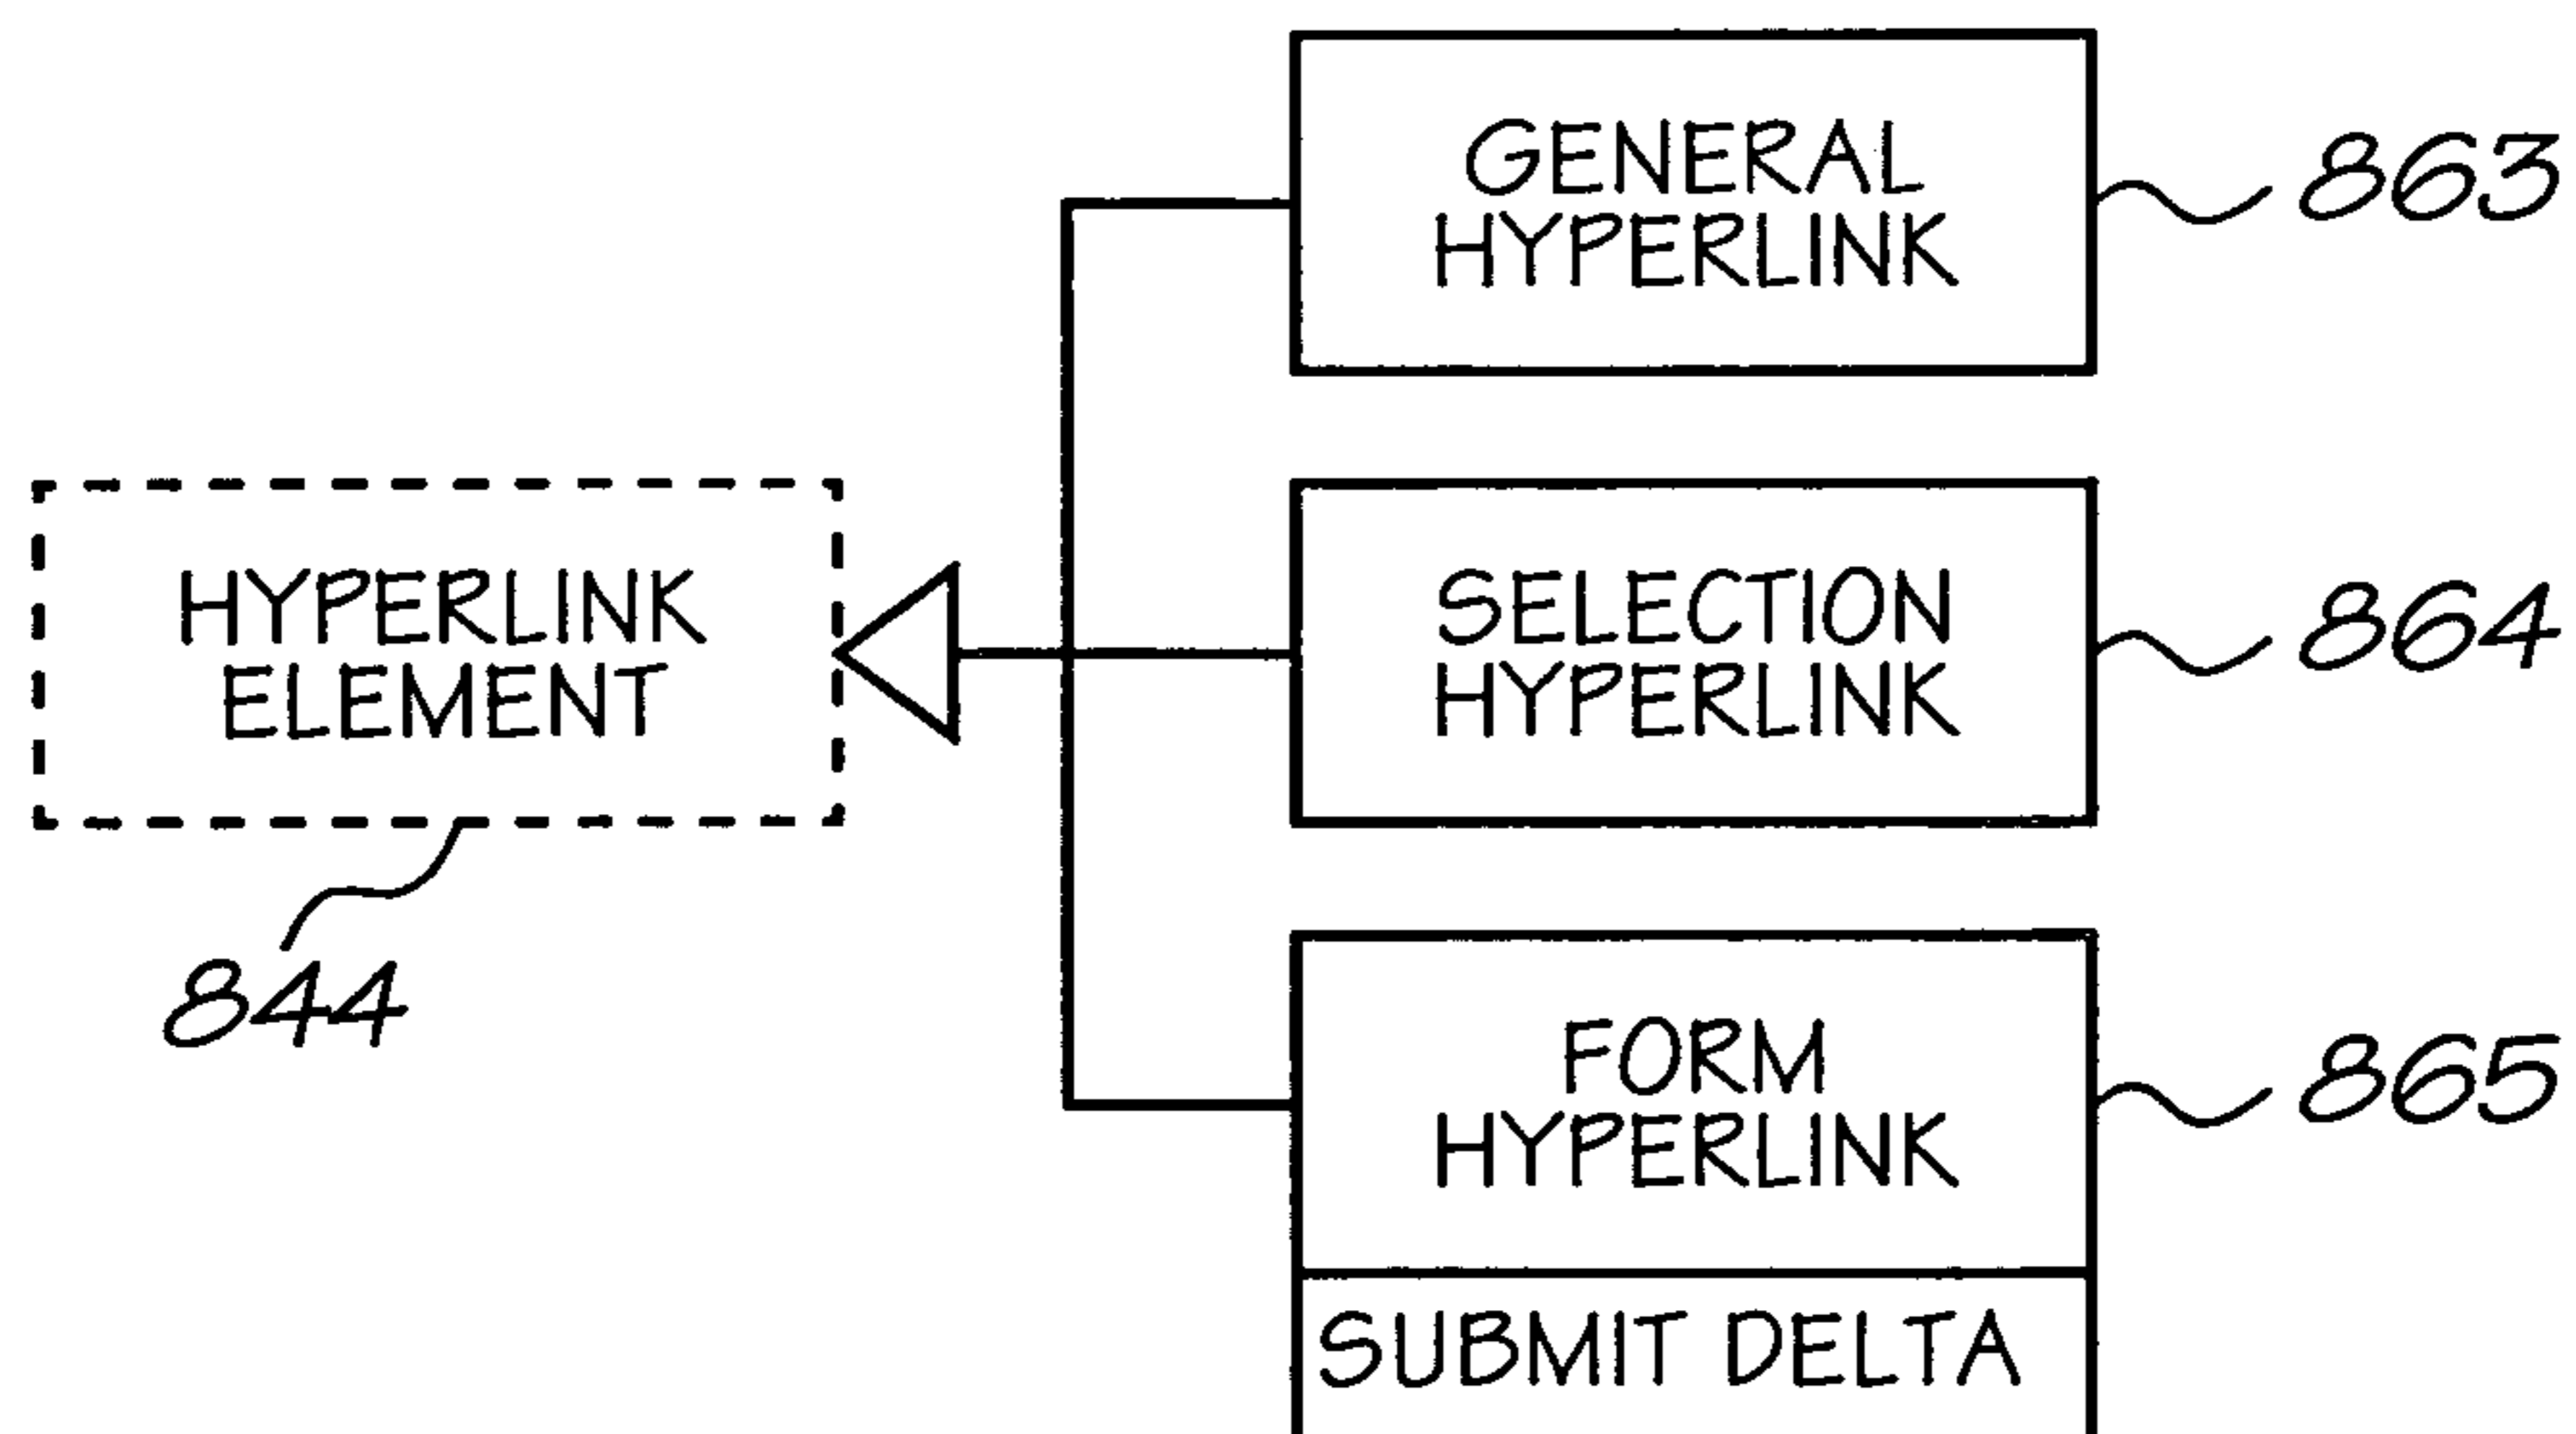 GENERAL
HYPERLINK
863
HYPERLINK
ELEMENT
844
SELECTION
HYPERLINK
864
FORM
HYPERLINK
865
SUBMIT DELTA